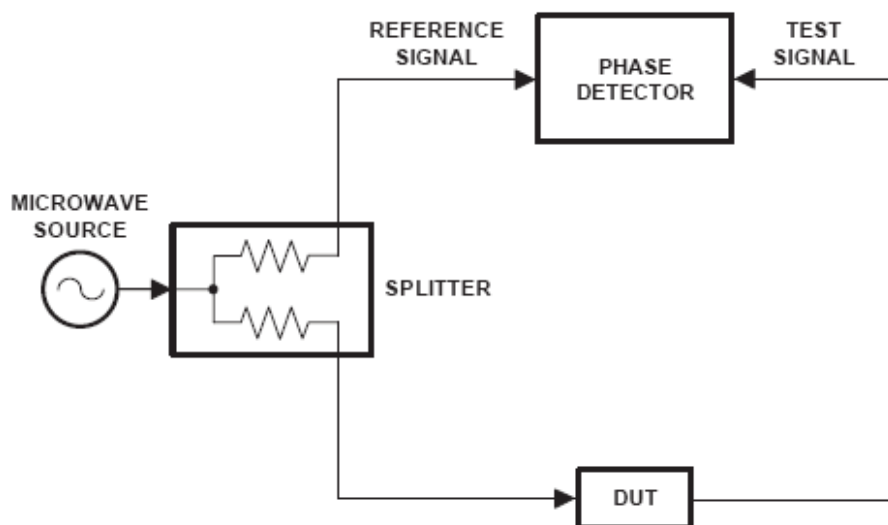 REFERENCE
SIGNAL
PHASE
DETECTOR
TEST
SIGNAL
MICROWAVE
SOURCE
SPLITTER
DUT